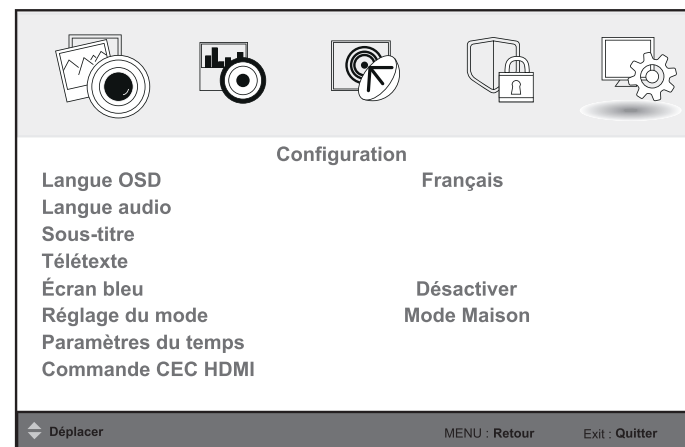 Configuration
Langue OSD Français
Langue audio
Sous-titre
Télétexte
Écran bleu Désactiver
Réglage du mode Mode Maison
Paramètres du temps
Commande CEC HDMI
Déplacer MENU : Retour Exit : Quitter